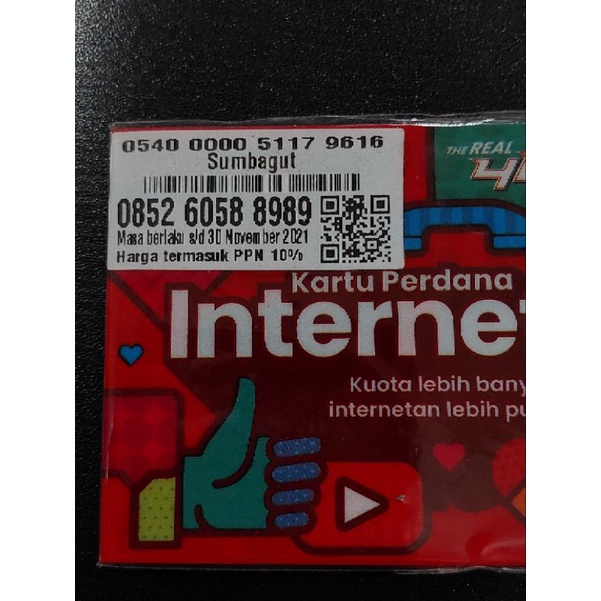 0540 0000 5117 9616
Sumbagut
0852 6058 8989
Masa berlaku s/d 30 November 2021
Harga termasuk PPN 10%
THE REAL
Kartu Perdana
Internet
Kuota lebih bany
internetan lebih pu